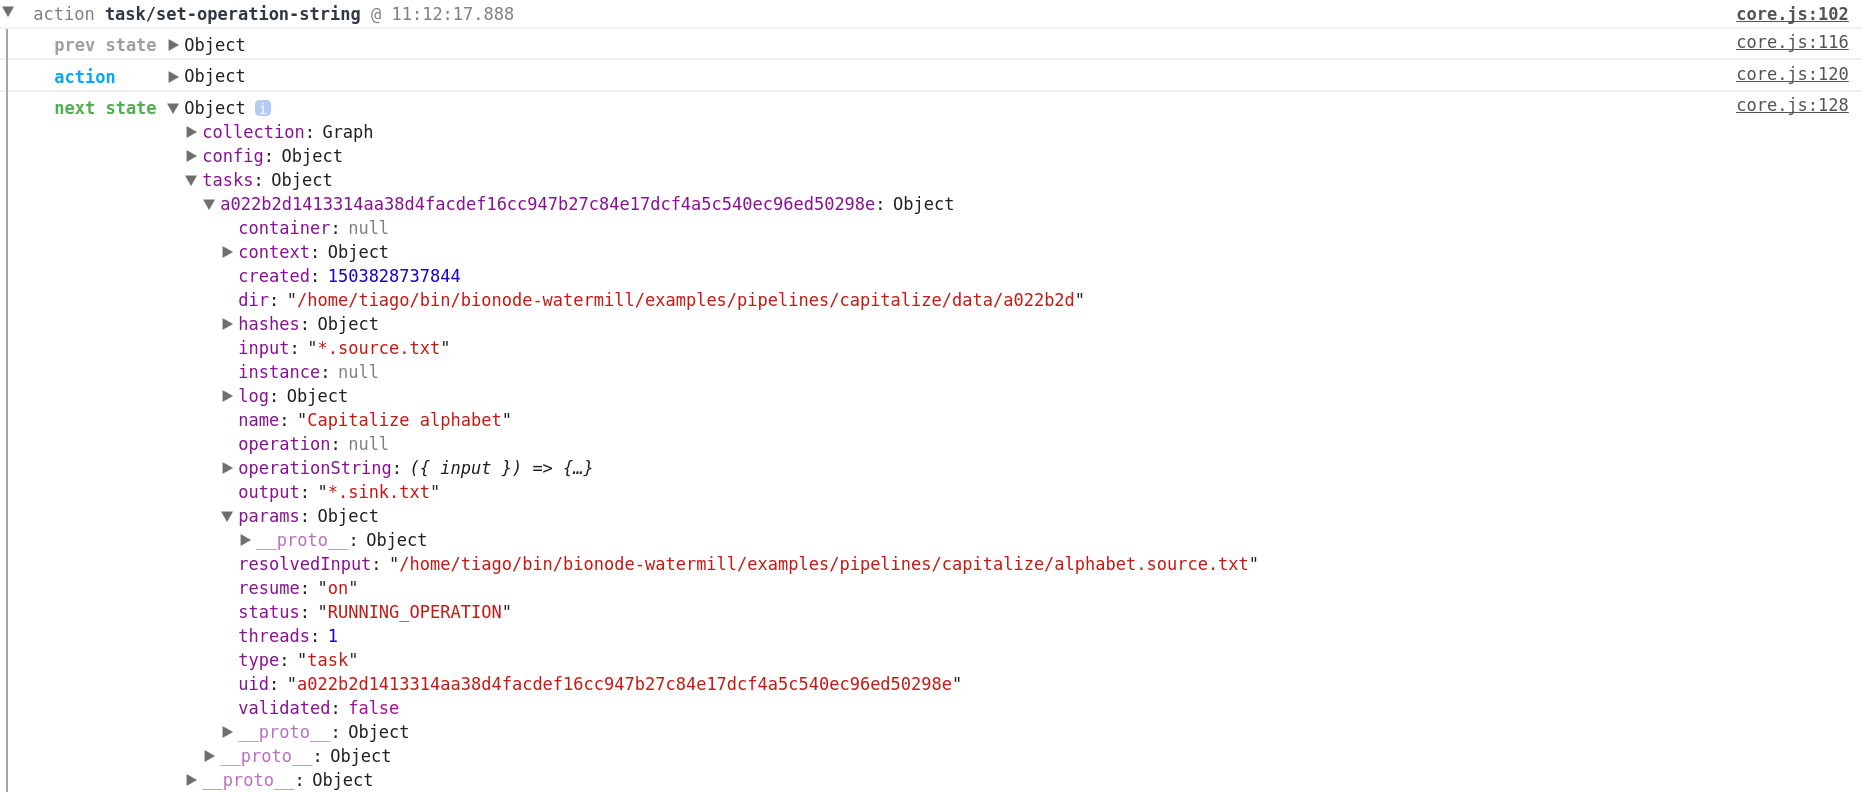 action task/set-operation-string @ 11:12:17.888 core.js:102
prev state Object core.js:116
action Object core.js:120
next state Object i core.js:128
collection: Graph
config: Object
tasks: Object
a022b2d1413314aa38d4facdef16cc947b27c84e17dcf4a5c540ec96ed50298e: Object
container: null
context: Object
created: 1503828737844
dir: "/home/tiago/bin/bionode-watermill/examples/pipelines/capitalize/data/a022b2d"
hashes: Object
input: "*.source.txt"
instance: null
log: Object
name: "Capitalize alphabet"
operation: null
operationString: ({ input }) => {…}
output: "*.sink.txt"
params: Object
__proto__: Object
resolvedInput: "/home/tiago/bin/bionode-watermill/examples/pipelines/capitalize/alphabet.source.txt"
resume: "on"
status: "RUNNING_OPERATION"
threads: 1
type: "task"
uid: "a022b2d1413314aa38d4facdef16cc947b27c84e17dcf4a5c540ec96ed50298e"
validated: false
__proto__: Object
__proto__: Object
__proto__: Object